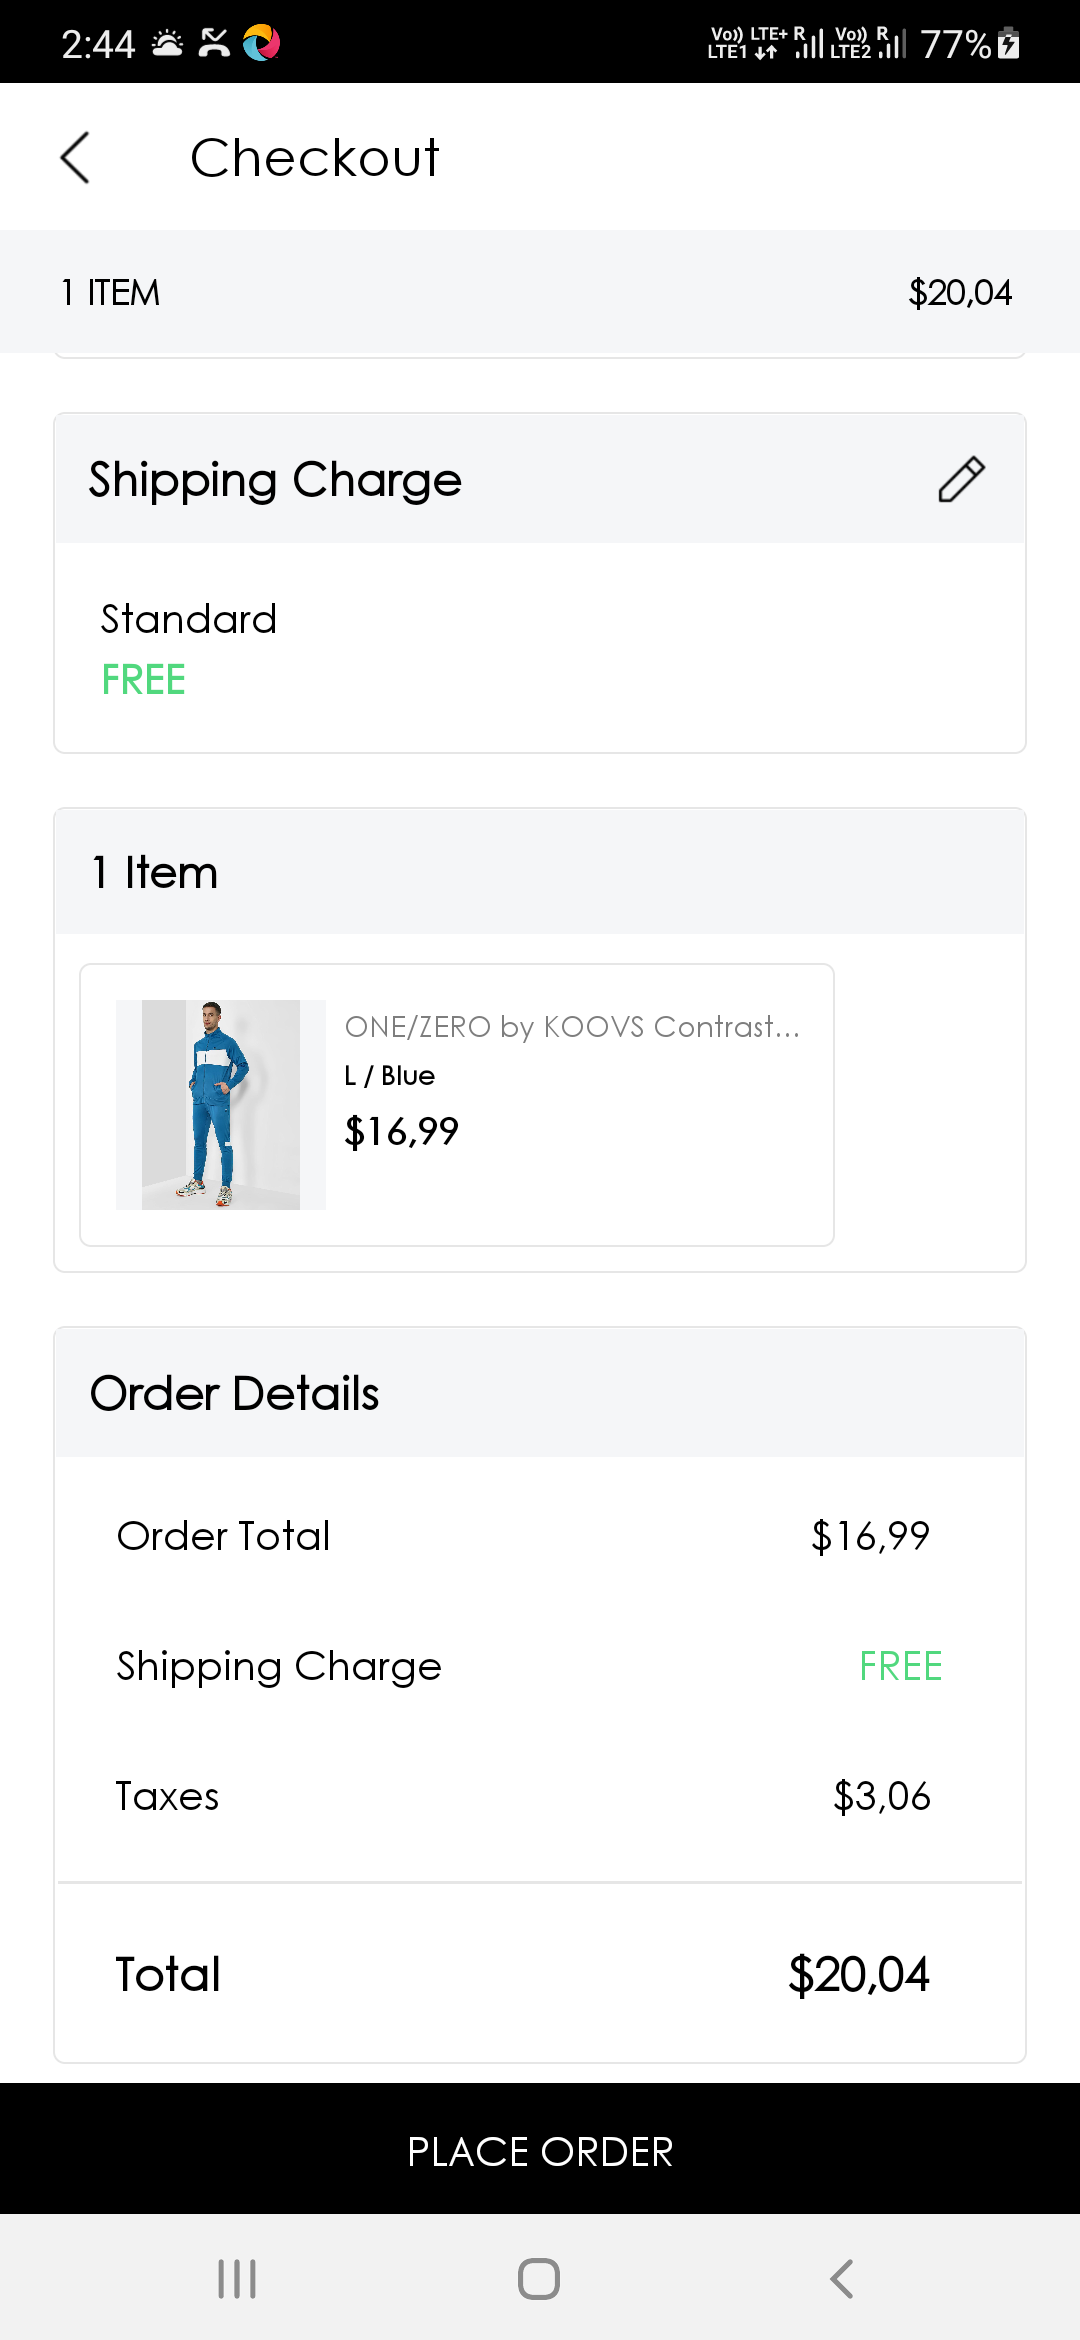 2:44
Vo)) LTE+ R Vo)) R 77%
LTE1 LTE2
Checkout
1 ITEM $20,04
Shipping Charge
Standard
FREE
1 Item
ONE/ZERO by KOOVS Contrast...
L / Blue
$16,99
Order Details
Order Total $16,99
Shipping Charge FREE
Taxes $3,06
Total $20,04
PLACE ORDER